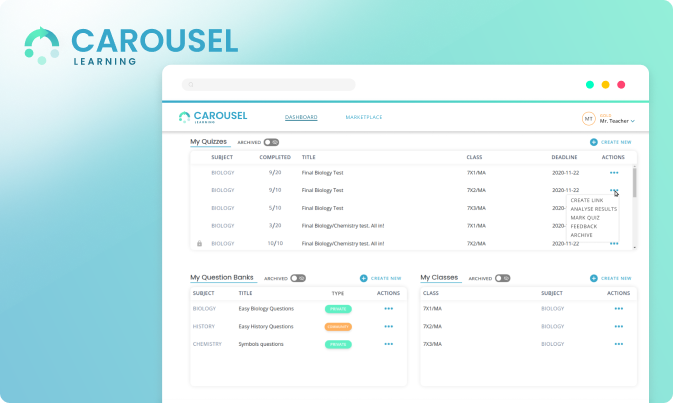 CAROUSEL
LEARNING
CAROUSEL
LEARNING
DASHBOARD
MARKETPLACE
MT
Mr. Teacher
My Quizzes
ARCHIVED
CREATE NEW
SUBJECT COMPLETED TITLE CLASS DEADLINE ACTIONS
BIOLOGY 9/20 Final Biology Test 7X1/MA 2020-11-22
BIOLOGY 9/10 Final Biology Test 7X2/MA 2020-11-22
BIOLOGY 5/10 Final Biology Test 7X3/MA 2020-
BIOLOGY 3/20 Final Biology/Chemistry test. All in! 7X1/MA 2020-
BIOLOGY 10/10 Final Biology/Chemistry test. All in! 7X2/MA 2020-11-22
CREATE LINK
ANALYSE RESULTS
MARK QUIZ
FEEDBACK
ARCHIVE
My Question Banks
ARCHIVED
CREATE NEW
SUBJECT TITLE TYPE ACTIONS
BIOLOGY Easy Biology Questions PRIVATE
HISTORY Easy History Questions
CHEMISTRY Symbols questions PRIVATE
My Classes
ARCHIVED
CREATE NEW
CLASS SUBJECT ACTIONS
7X1/MA BIOLOGY
7X2/MA BIOLOGY
7X3/MA BIOLOGY